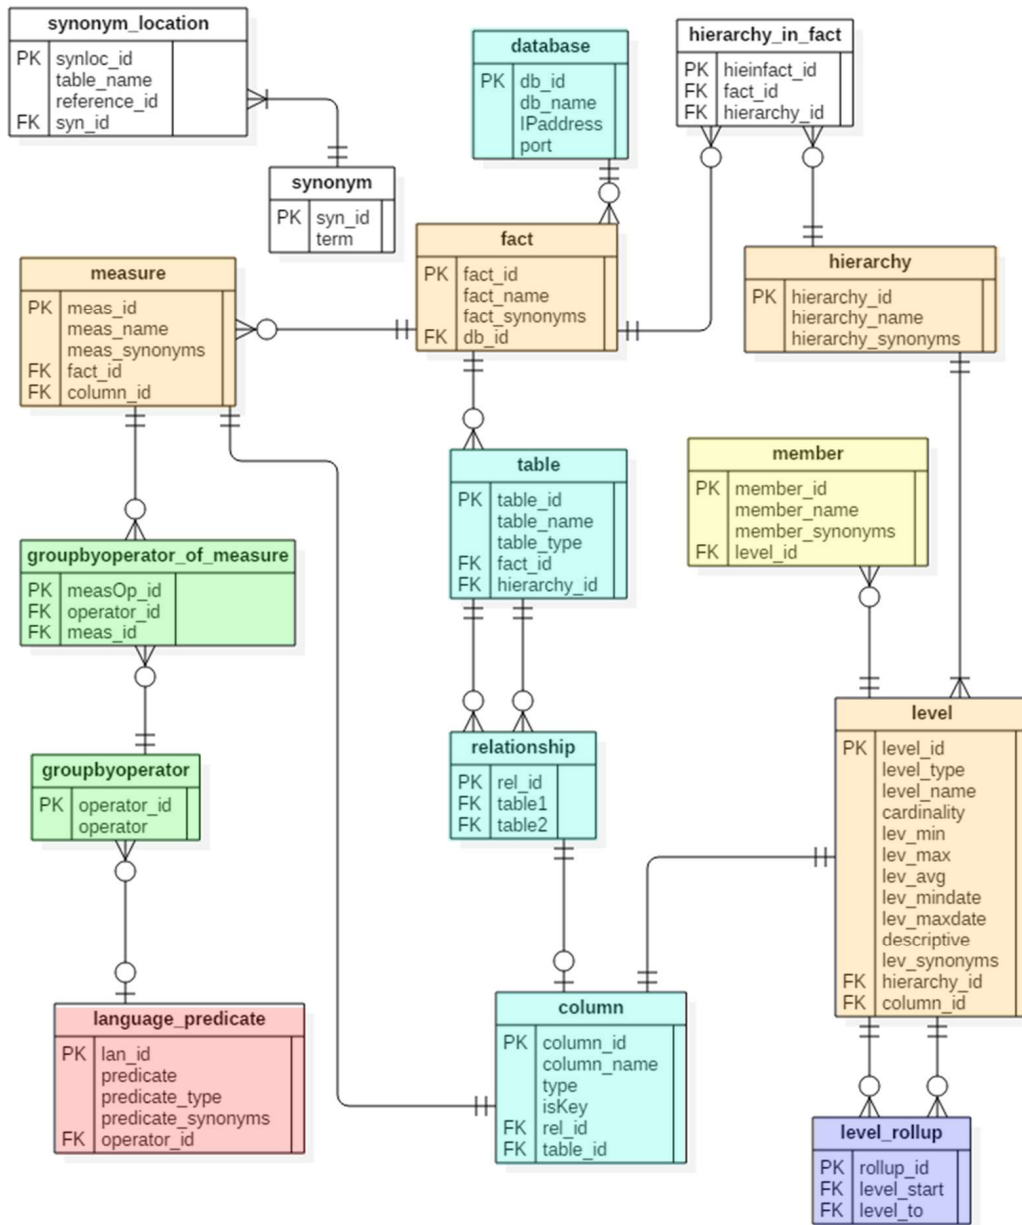 synonym_location
PK synloc_id
table_name
reference_id
FK syn_id
database
PK db_id
db_name
IPaddress
port
hierarchy_in_fact
PK hieinfact_id
FK fact_id
FK hierarchy_id
synonym
PK syn_id
term
fact
PK fact_id
fact_name
fact_synonyms
FK db_id
hierarchy
PK hierarchy_id
hierarchy_name
hierarchy_synonyms
measure
PK meas_id
meas_name
meas_synonyms
FK fact_id
FK column_id
table
PK table_id
table_name
table_type
FK fact_id
FK hierarchy_id
member
PK member_id
member_name
member_synonyms
FK level_id
groupbyoperator_of_measure
PK measOp_id
FK operator_id
FK meas_id
groupbyoperator
PK operator_id
operator
relationship
PK rel_id
FK table1
FK table2
level
PK level_id
level_type
level_name
cardinality
lev_min
lev_max
lev_avg
lev_mindate
lev_maxdate
descriptive
lev_synonyms
FK hierarchy_id
FK column_id
language_predicate
PK lan_id
predicate
predicate_type
predicate_synonyms
FK operator_id
column
PK column_id
column_name
type
isKey
FK rel_id
FK table_id
level_rollup
PK rollup_id
FK level_start
FK level_to